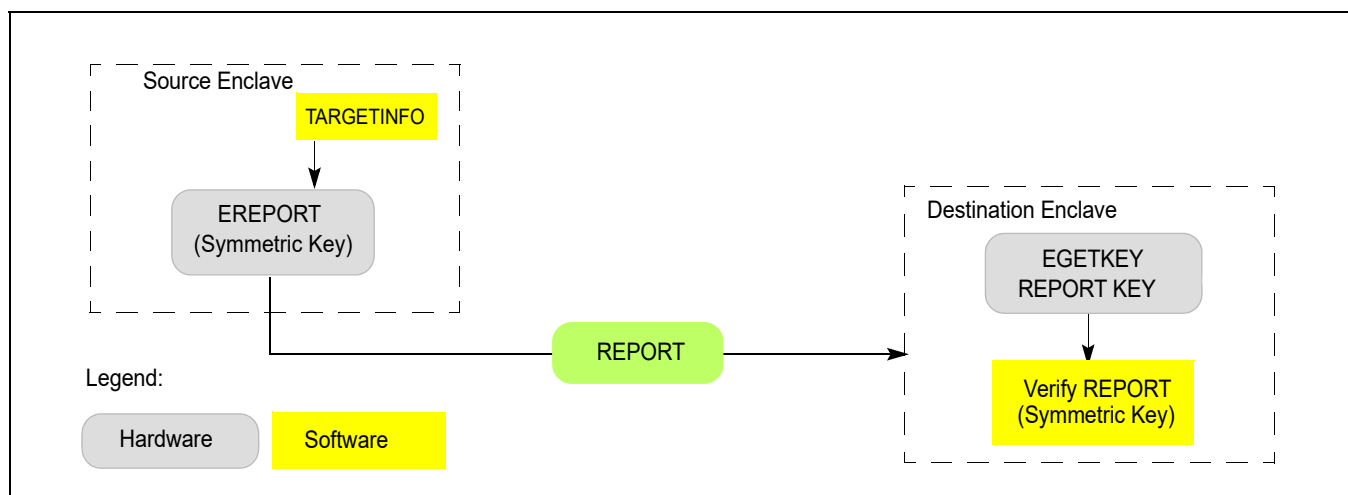 Source Enclave
TARGETINFO
EREPORT
(Symmetric Key)
Destination Enclave
EGETKEY
REPORT KEY
REPORT
Verify REPORT
(Symmetric Key)
Legend:
Hardware
Software